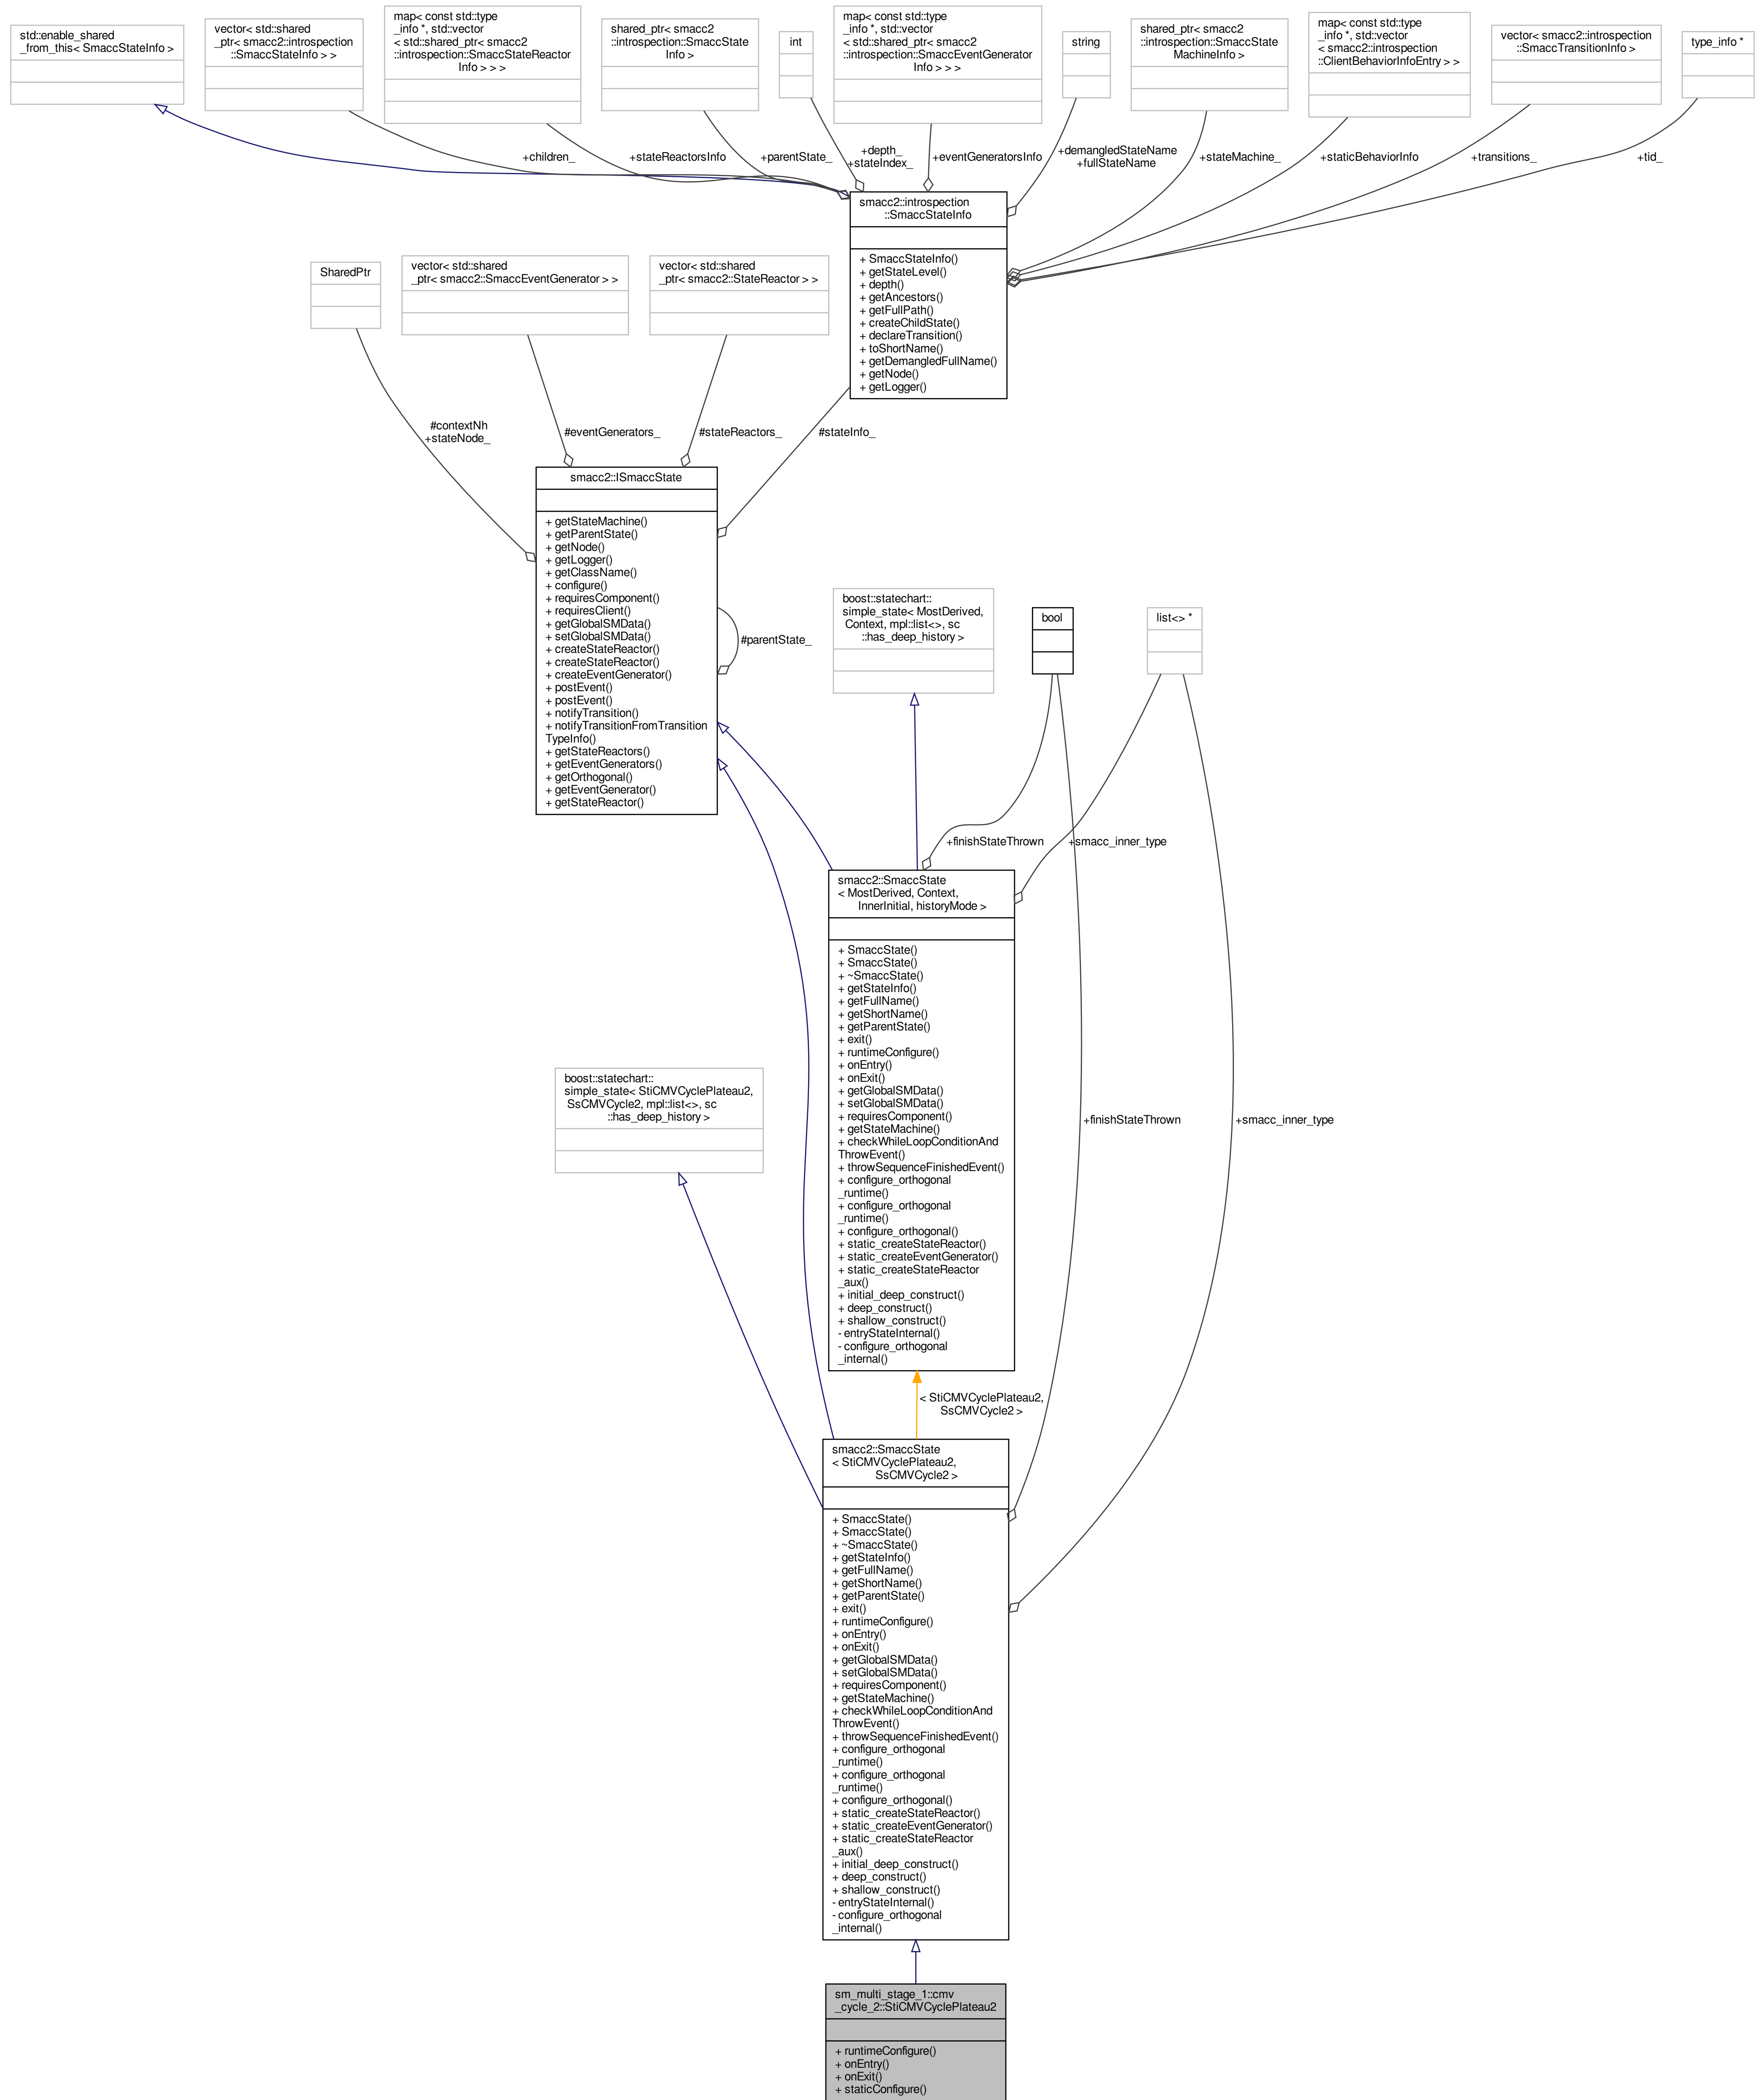 std::enable_shared
_from_this< SmaccStateInfo >
vector< std::shared
_ptr< smacc2::introspection
::SmaccStateInfo > >
map< const std::type
_info *, std::vector
< std::shared_ptr< smacc2
::introspection::SmaccStateReactor
Info > > >
shared_ptr< smacc2
::introspection::SmaccState
Info >
int
map< const std::type
_info *, std::vector
< std::shared_ptr< smacc2
::introspection::SmaccEventGenerator
Info > > >
string
shared_ptr< smacc2
::introspection::SmaccState
MachineInfo >
map< const std::type
_info *, std::vector
< smacc2::introspection
::ClientBehaviorInfoEntry > >
vector< smacc2::introspection
::SmaccTransitionInfo >
type_info *
+children_
+stateReactorsInfo
+parentState_
+depth_
+stateIndex_
+eventGeneratorsInfo
+demangledStateName
+fullStateName
+stateMachine_
+staticBehaviorInfo
+transitions_
+tid_
smacc2::introspection
::SmaccStateInfo
+ SmaccStateInfo()
+ getStateLevel()
+ depth()
+ getAncestors()
+ getFullPath()
+ createChildState()
+ declareTransition()
+ toShortName()
+ getDemangledFullName()
+ getNode()
+ getLogger()
SharedPtr
vector< std::shared
_ptr< smacc2::SmaccEventGenerator > >
vector< std::shared
_ptr< smacc2::StateReactor > >
#contextNh
+stateNode_
#eventGenerators_
#stateReactors_
#stateInfo_
smacc2::ISmaccState
+ getStateMachine()
+ getParentState()
+ getNode()
+ getLogger()
+ getClassName()
+ configure()
+ requiresComponent()
+ requiresClient()
+ getGlobalSMData()
+ setGlobalSMData()
+ createStateReactor()
+ createStateReactor()
+ createEventGenerator()
+ postEvent()
+ postEvent()
+ notifyTransition()
+ notifyTransitionFromTransition
TypeInfo()
+ getStateReactors()
+ getEventGenerators()
+ getOrthogonal()
+ getEventGenerator()
+ getStateReactor()
#parentState_
boost::statechart::
simple_state< MostDerived,
Context, mpl::list<>, sc
::has_deep_history >
bool
list<> *
+finishStateThrown
+smacc_inner_type
smacc2::SmaccState
< MostDerived, Context,
InnerInitial, historyMode >
+ SmaccState()
+ SmaccState()
+ ~SmaccState()
+ getStateInfo()
+ getFullName()
+ getShortName()
+ getParentState()
+ exit()
+ runtimeConfigure()
+ onEntry()
+ onExit()
+ getGlobalSMData()
+ setGlobalSMData()
+ requiresComponent()
+ getStateMachine()
+ checkWhileLoopConditionAnd
ThrowEvent()
+ throwSequenceFinishedEvent()
+ configure_orthogonal
_runtime()
+ configure_orthogonal
_runtime()
+ configure_orthogonal()
+ static_createStateReactor()
+ static_createEventGenerator()
+ static_createStateReactor
_aux()
+ initial_deep_construct()
+ deep_construct()
+ shallow_construct()
- entryStateInternal()
- configure_orthogonal
_internal()
boost::statechart::
simple_state< StiCMVCyclePlateau2,
SsCMVCycle2, mpl::list<>, sc
::has_deep_history >
+finishStateThrown
+smacc_inner_type
< StiCMVCyclePlateau2,
SsCMVCycle2 >
smacc2::SmaccState
< StiCMVCyclePlateau2,
SsCMVCycle2 >
+ SmaccState()
+ SmaccState()
+ ~SmaccState()
+ getStateInfo()
+ getFullName()
+ getShortName()
+ getParentState()
+ exit()
+ runtimeConfigure()
+ onEntry()
+ onExit()
+ getGlobalSMData()
+ setGlobalSMData()
+ requiresComponent()
+ getStateMachine()
+ checkWhileLoopConditionAnd
ThrowEvent()
+ throwSequenceFinishedEvent()
+ configure_orthogonal
_runtime()
+ configure_orthogonal
_runtime()
+ configure_orthogonal()
+ static_createStateReactor()
+ static_createEventGenerator()
+ static_createStateReactor
_aux()
+ initial_deep_construct()
+ deep_construct()
+ shallow_construct()
- entryStateInternal()
- configure_orthogonal
_internal()
sm_multi_stage_1::cmv
_cycle_2::StiCMVCyclePlateau2
+ runtimeConfigure()
+ onEntry()
+ onExit()
+ staticConfigure()